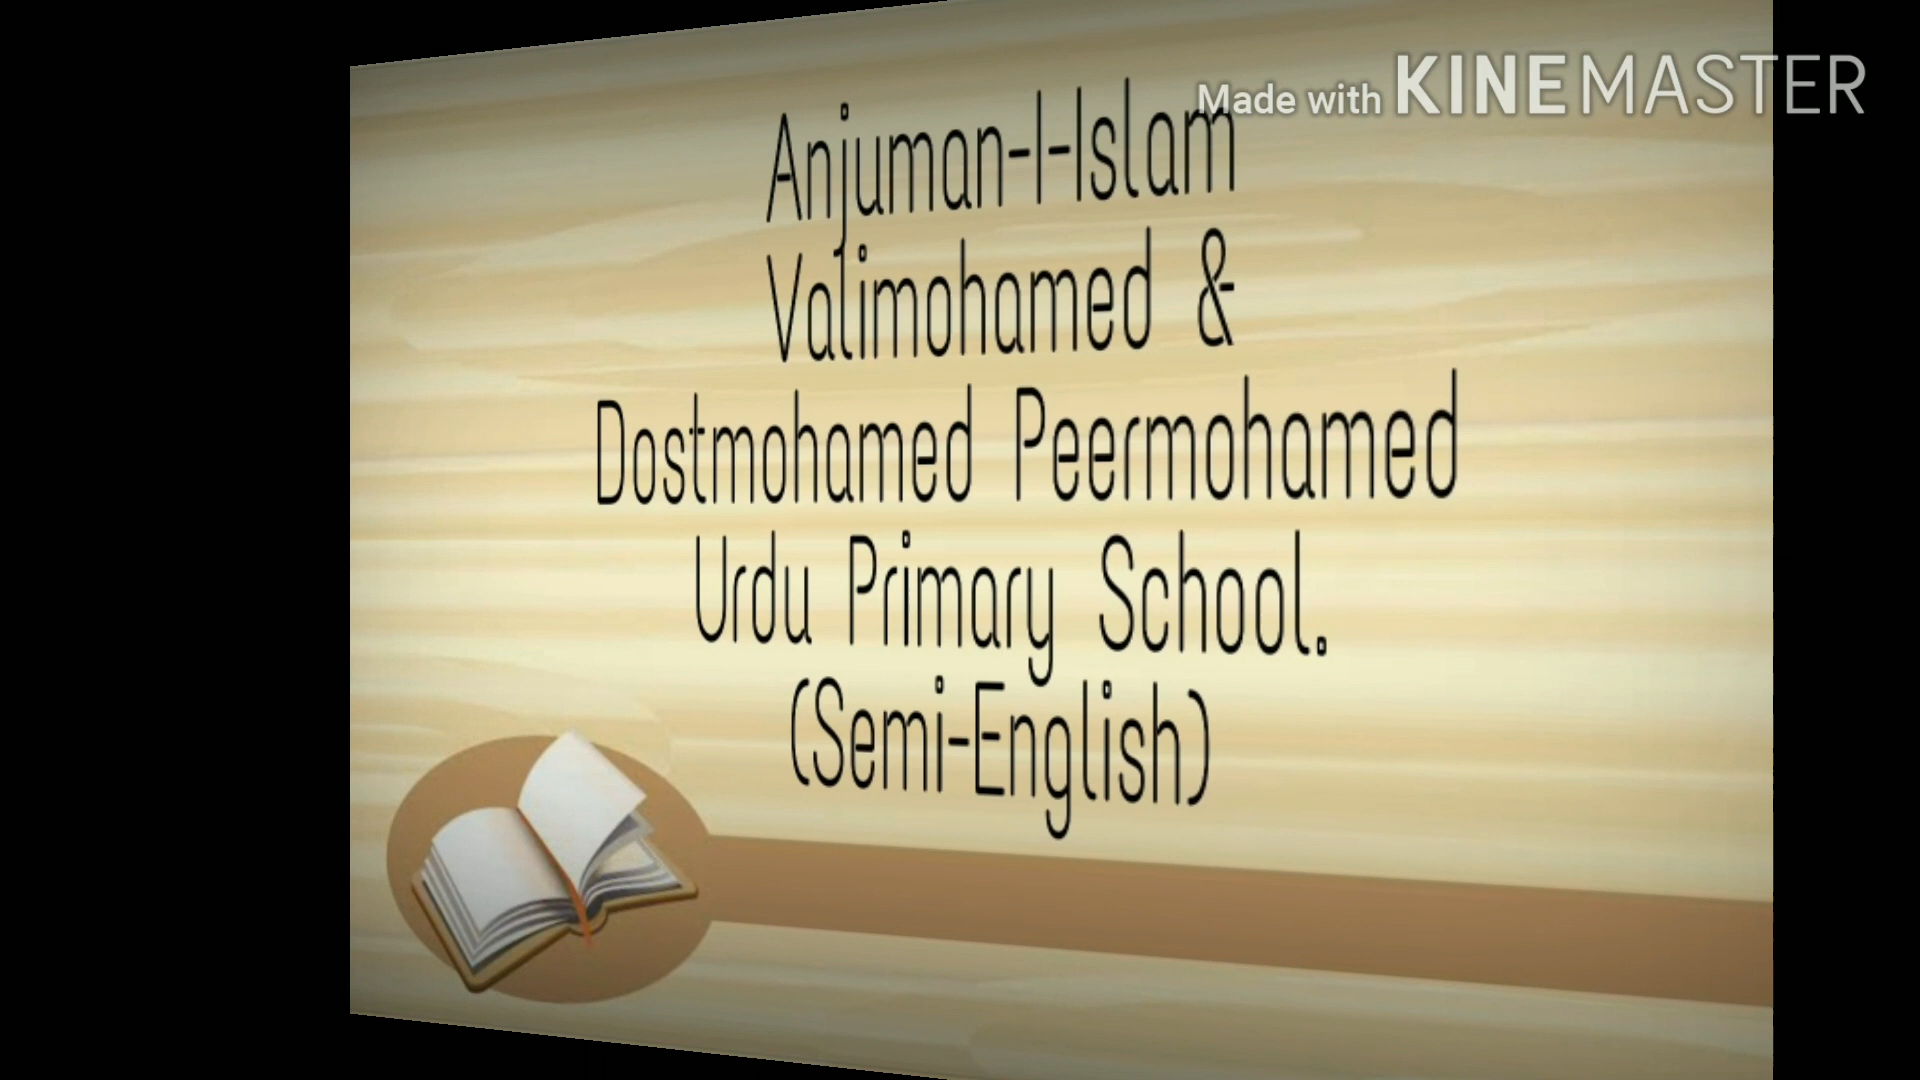 Made with KINEMASTER
Anjuman-I-Islam
Valimohamed &
Dostmohamed Peermohamed
Urdu Primary School.
(Semi-English)